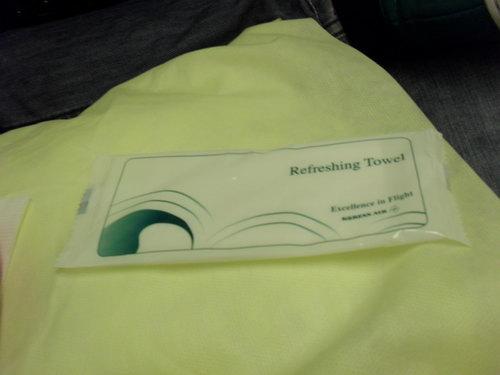 Refreshing Towel
Excellence in Flight
KOREAN AIR